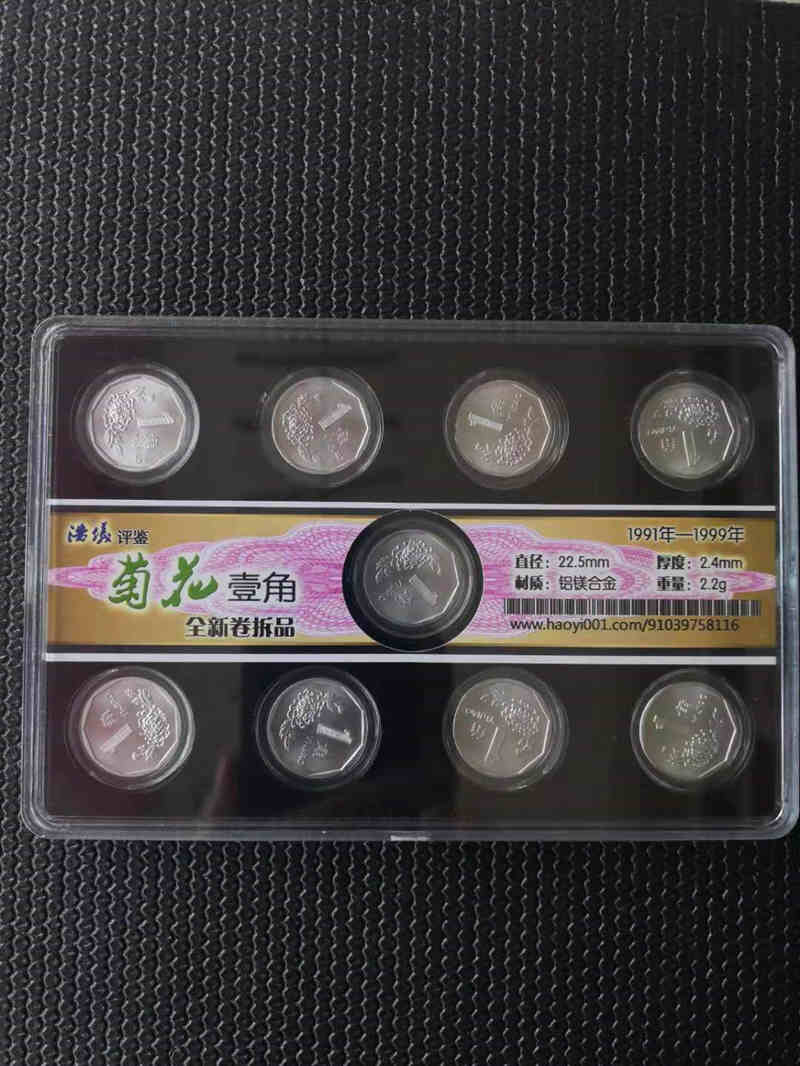 浩仪 评鉴
菊花 壹角
全新卷拆品
1991年—1999年
直径：22.5mm 厚度：2.4mm
材质：铝镁合金 重量：2.2g
www.haoyi001.com/91039758116